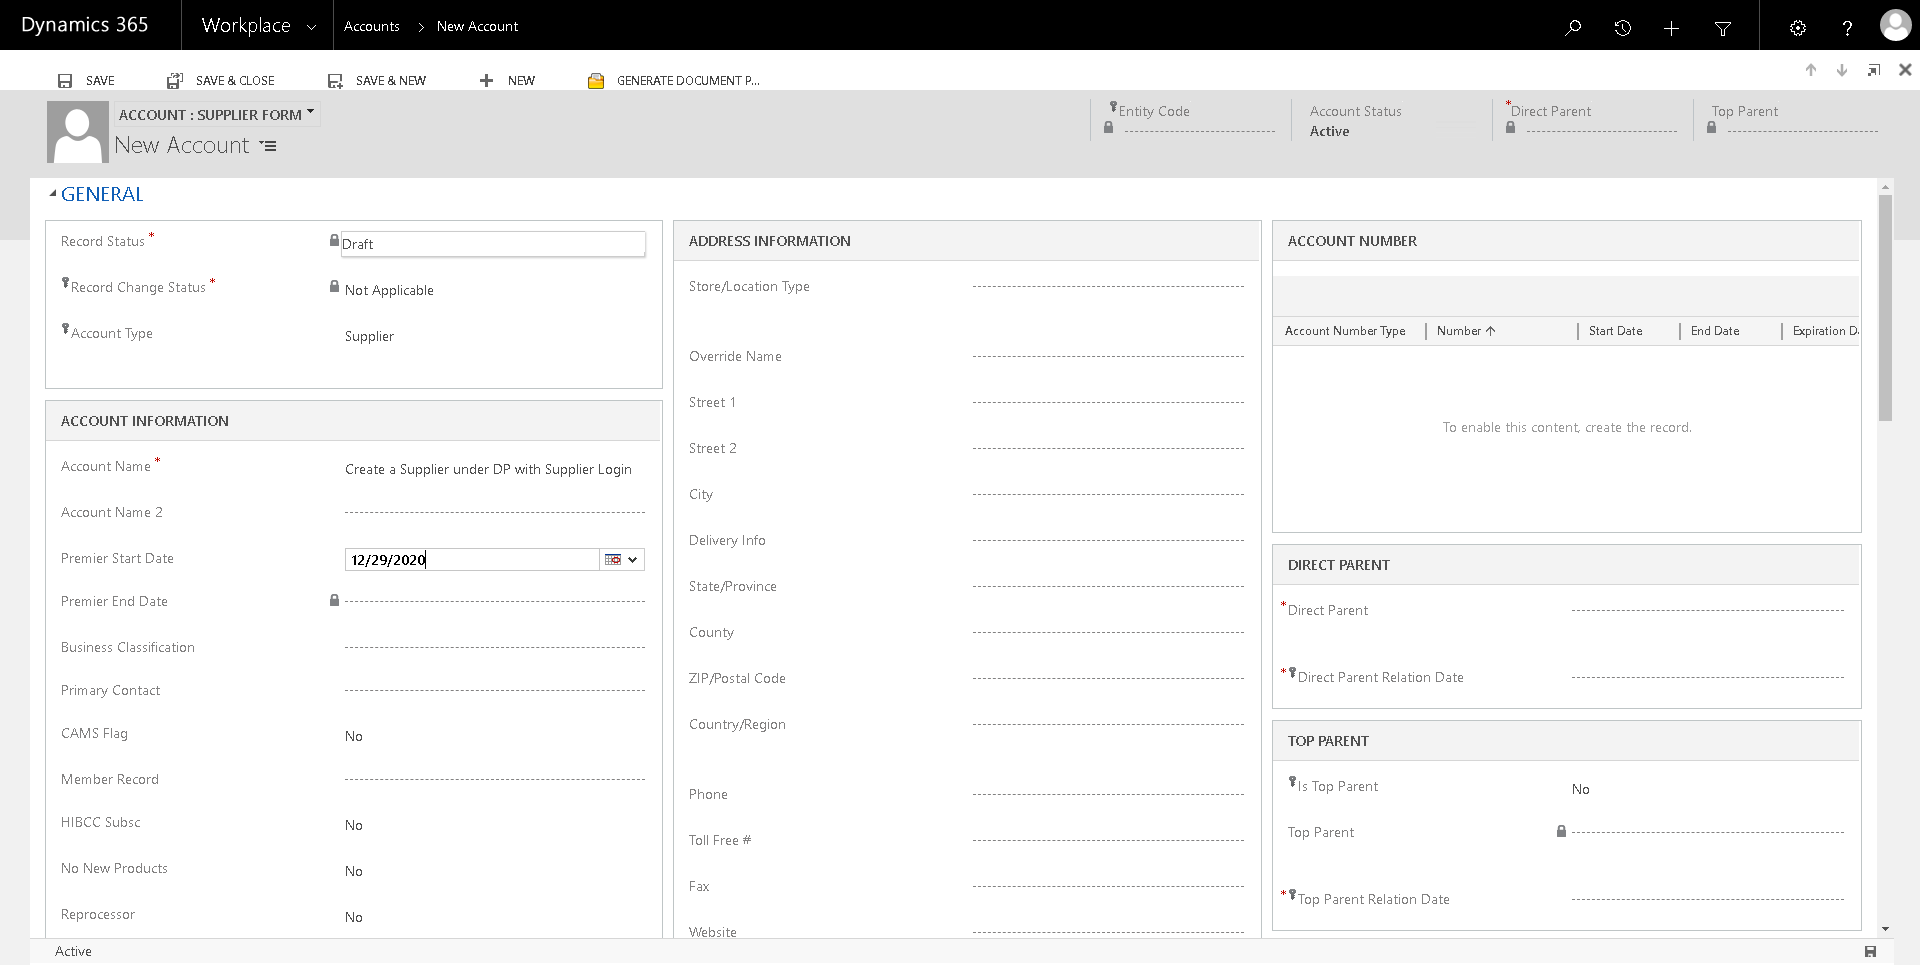 Dynamics 365
Workplace
Accounts
New Account
SAVE
SAVE & CLOSE
SAVE & NEW
NEW
GENERATE DOCUMENT P...
ACCOUNT : SUPPLIER FORM
New Account
Entity Code
Account Status
Active
*Direct Parent
Top Parent
GENERAL
Record Status *
Draft
Record Change Status *
Not Applicable
Account Type
Supplier
ACCOUNT INFORMATION
Account Name *
Create a Supplier under DP with Supplier Login
Account Name 2
Premier Start Date
12/29/2020
Premier End Date
Business Classification
Primary Contact
CAMS Flag
No
Member Record
HIBCC Subsc
No
No New Products
No
Reprocessor
No
ADDRESS INFORMATION
Store/Location Type
Override Name
Street 1
Street 2
City
Delivery Info
State/Province
County
ZIP/Postal Code
Country/Region
Phone
Toll Free #
Fax
Website
ACCOUNT NUMBER
Account Number Type
Number
Start Date
End Date
Expiration D
To enable this content, create the record.
DIRECT PARENT
*Direct Parent
*Direct Parent Relation Date
TOP PARENT
Is Top Parent
No
Top Parent
*Top Parent Relation Date
Active